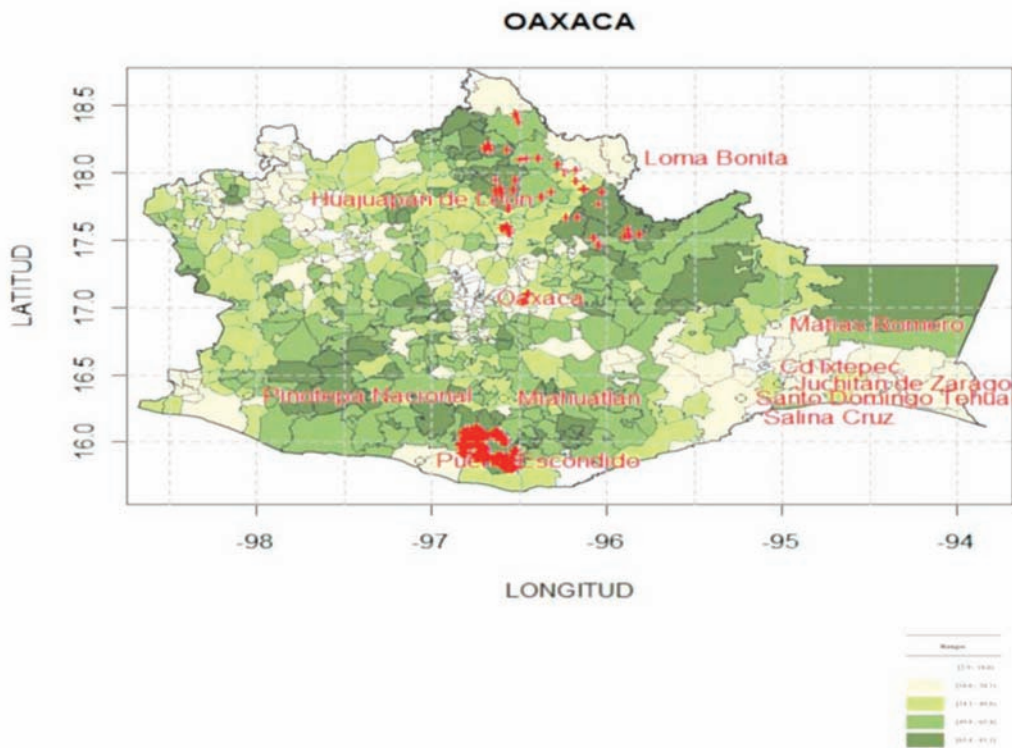 OAXACA
LATITUD
18.5
18.0
17.5
17.0
16.5
16.0
Loma Bonita
Huajuapan de León
Oaxaca
Matías Romero
Cd Ixtepec
Juchitán de Zarago
Pinotepa Nacional
Miahuatlán
Santo Domingo Tehua
Salina Cruz
Puerto Escondido
-98
-97
-96
-95
-94
LONGITUD